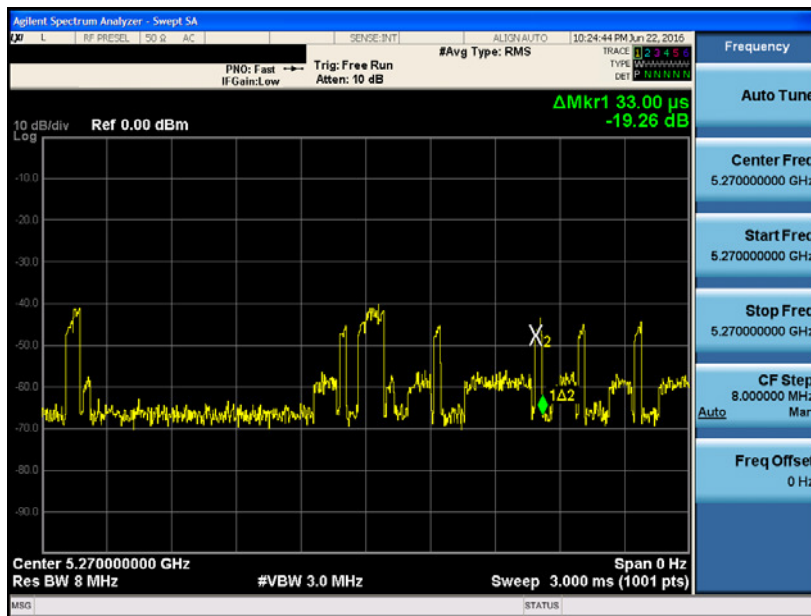 Agilent Spectrum Analyzer - Swept SA
L RF PRESEL 50 Ω AC SENSE:INT ALIGN AUTO 10:24:44 PM Jun 22, 2016
#Avg Type: RMS TRACE 1 2 3 4 5 6
PNO: Fast Trig: Free Run TYPE W
IFGain:Low Atten: 10 dB DET P N N N N N
Frequency
ΔMkr1 33.00 µs
-19.26 dB
10 dB/div Ref 0.00 dBm
Log
-10.0
-20.0
-30.0
-40.0
-50.0
-60.0
-70.0
-80.0
-90.0
2
1Δ2
Center 5.270000000 GHz Span 0 Hz
Res BW 8 MHz #VBW 3.0 MHz Sweep 3.000 ms (1001 pts)
MSG STATUS
Auto Tune
Center Freq
5.270000000 GHz
Start Freq
5.270000000 GHz
Stop Freq
5.270000000 GHz
CF Step
8.000000 MHz
Auto Man
Freq Offset
0 Hz